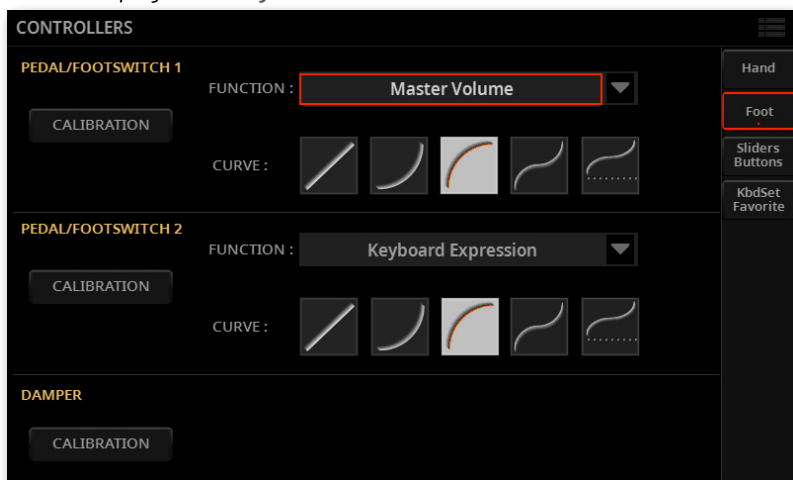 CONTROLLERS
PEDAL/FOOTSWITCH 1
FUNCTION : Master Volume
CALIBRATION
CURVE :
PEDAL/FOOTSWITCH 2
FUNCTION : Keyboard Expression
CALIBRATION
CURVE :
DAMPER
CALIBRATION
Hand
Foot
Sliders
Buttons
KbdSet
Favorite